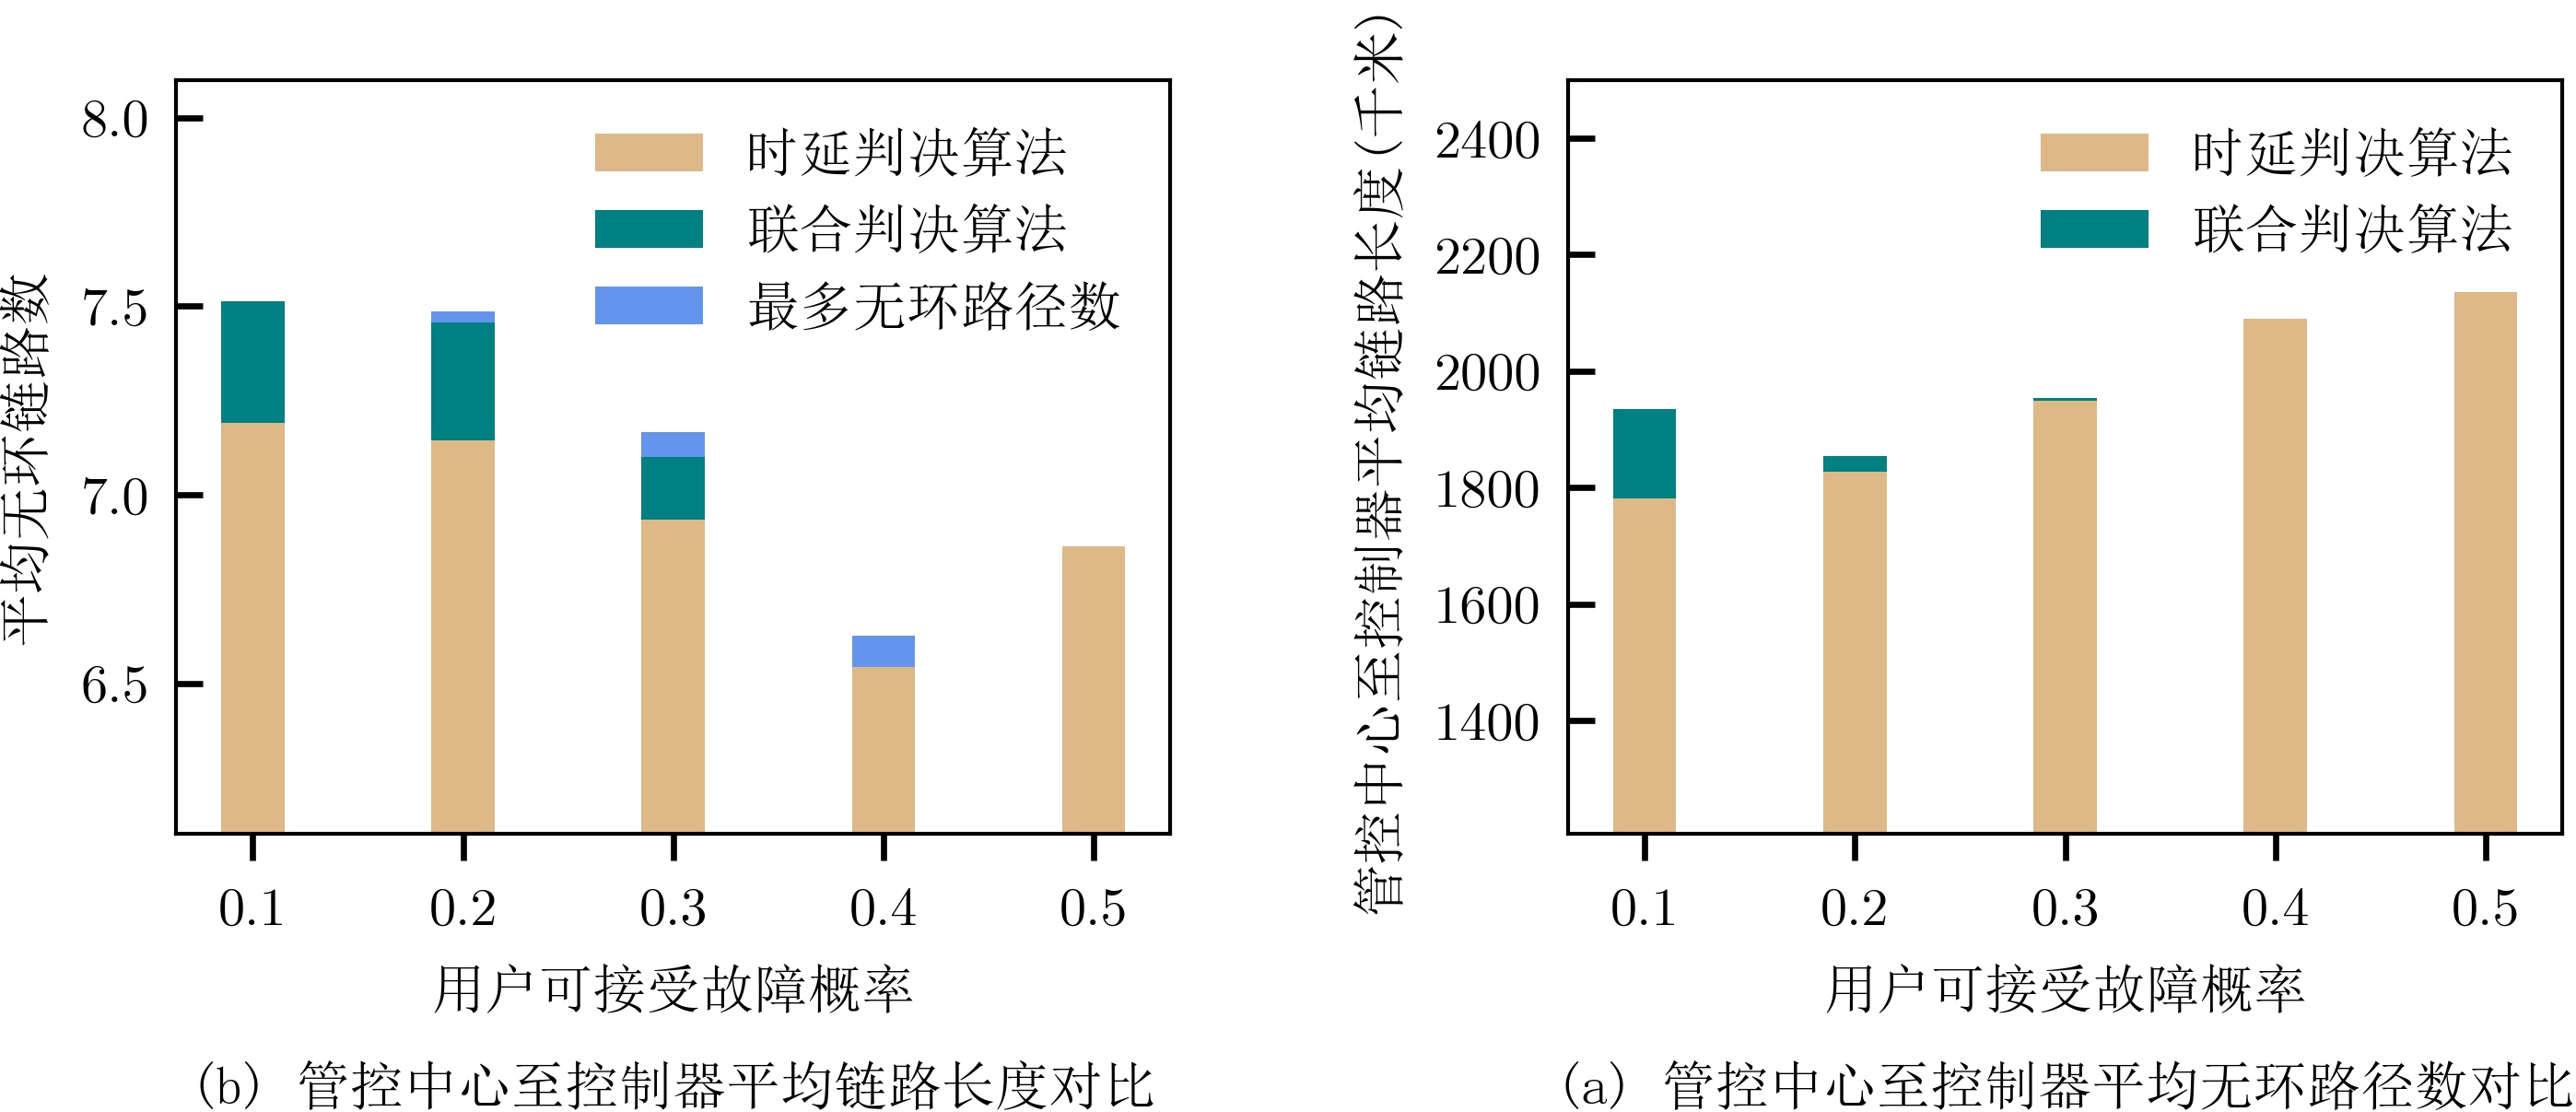 平均无环链路数
8.0
7.5
7.0
6.5
时延判决算法
联合判决算法
最多无环路径数
0.1 0.2 0.3 0.4 0.5
用户可接受故障概率
(b) 管控中心至控制器平均链路长度对比
管控中心至控制器平均链路长度(千米)
2400
2200
2000
1800
1600
1400
时延判决算法
联合判决算法
0.1 0.2 0.3 0.4 0.5
用户可接受故障概率
(a) 管控中心至控制器平均无环路径数对比